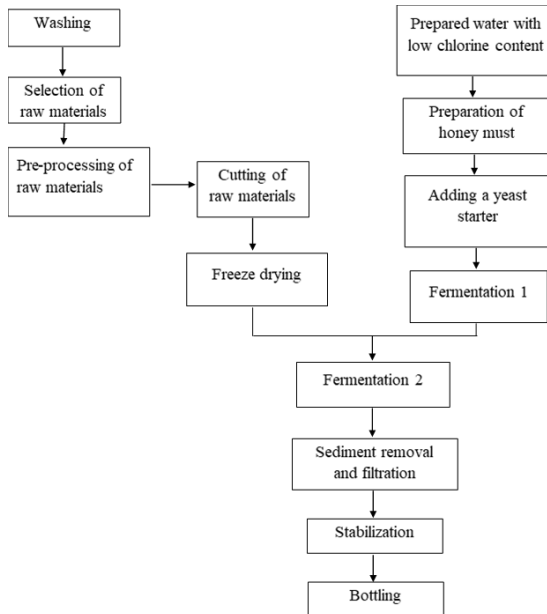 Washing
Selection of
raw materials
Pre-processing of
raw materials
Cutting of
raw materials
Freeze drying
Prepared water with
low chlorine content
Preparation of
honey must
Adding a yeast
starter
Fermentation 1
Fermentation 2
Sediment removal
and filtration
Stabilization
Bottling